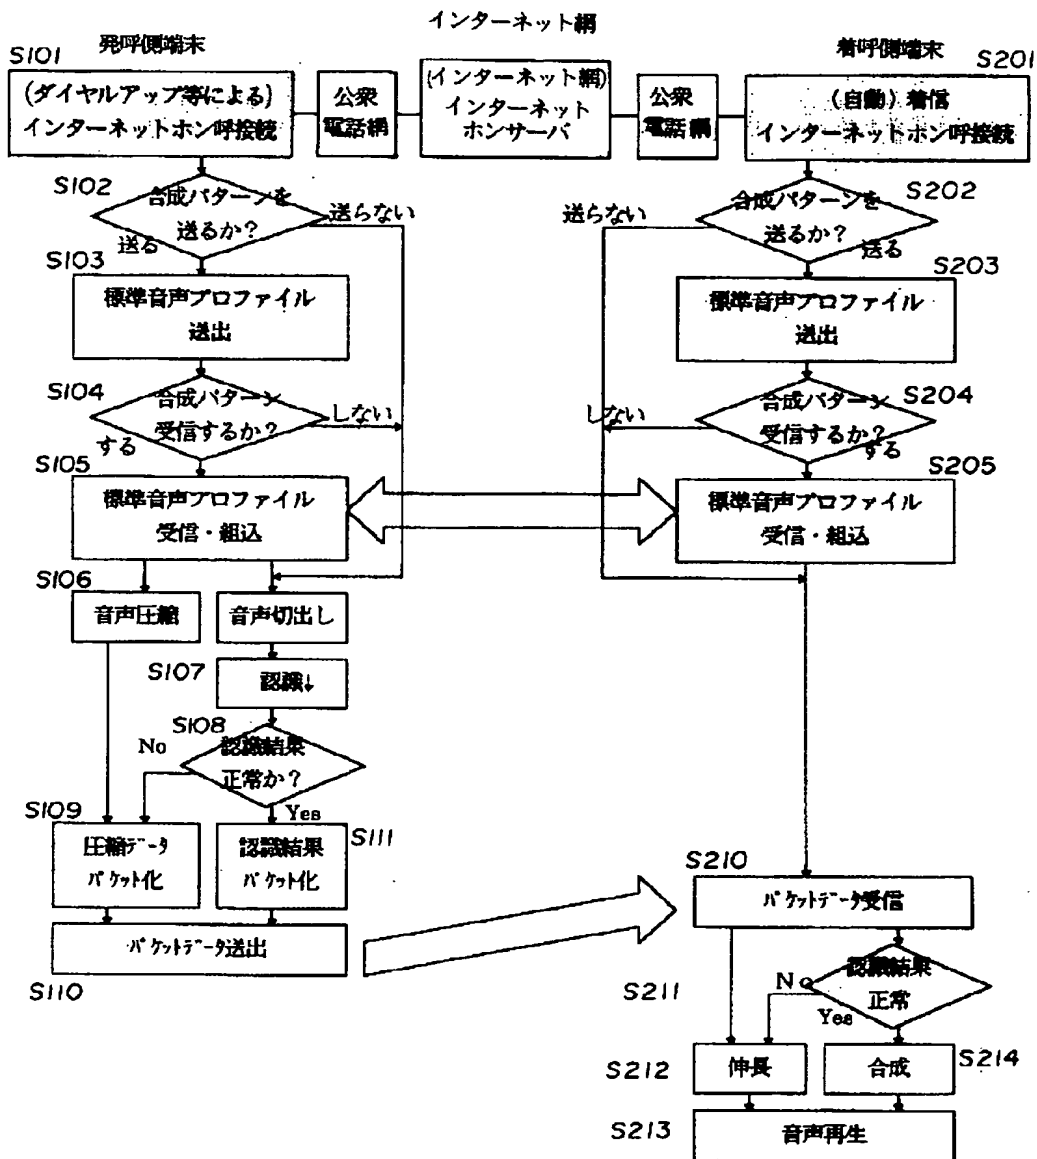 インターネット網
発呼側端末
着呼側端末
S101
S201
(ダイヤルアップ等による)
インターネットホン呼接続
公衆
電話網
(インターネット網)
インターネット
ホンサーバ
公衆
電話網
(自動)着信
インターネットホン呼接続
S102
合成パターンを
送るか?
送らない
送る
S202
合成パターンを
送るか?
送らない
送る
S103
標準音声プロファイル
送出
S203
標準音声プロファイル
送出
S104
合成パターン
受信するか?
しない
する
S204
合成パターン
受信するか?
しない
する
S105
標準音声プロファイル
受信・組込
S205
標準音声プロファイル
受信・組込
S106
音声圧縮
音声切出し
S107
認識↓
S108
認識結果
正常か?
No
Yes
S109
圧縮データ
パケット化
S111
認識結果
パケット化
パケットデータ送出
S110
S210
パケットデータ受信
S211
認識結果
正常
No
Yes
S212
伸長
合成
S214
S213
音声再生